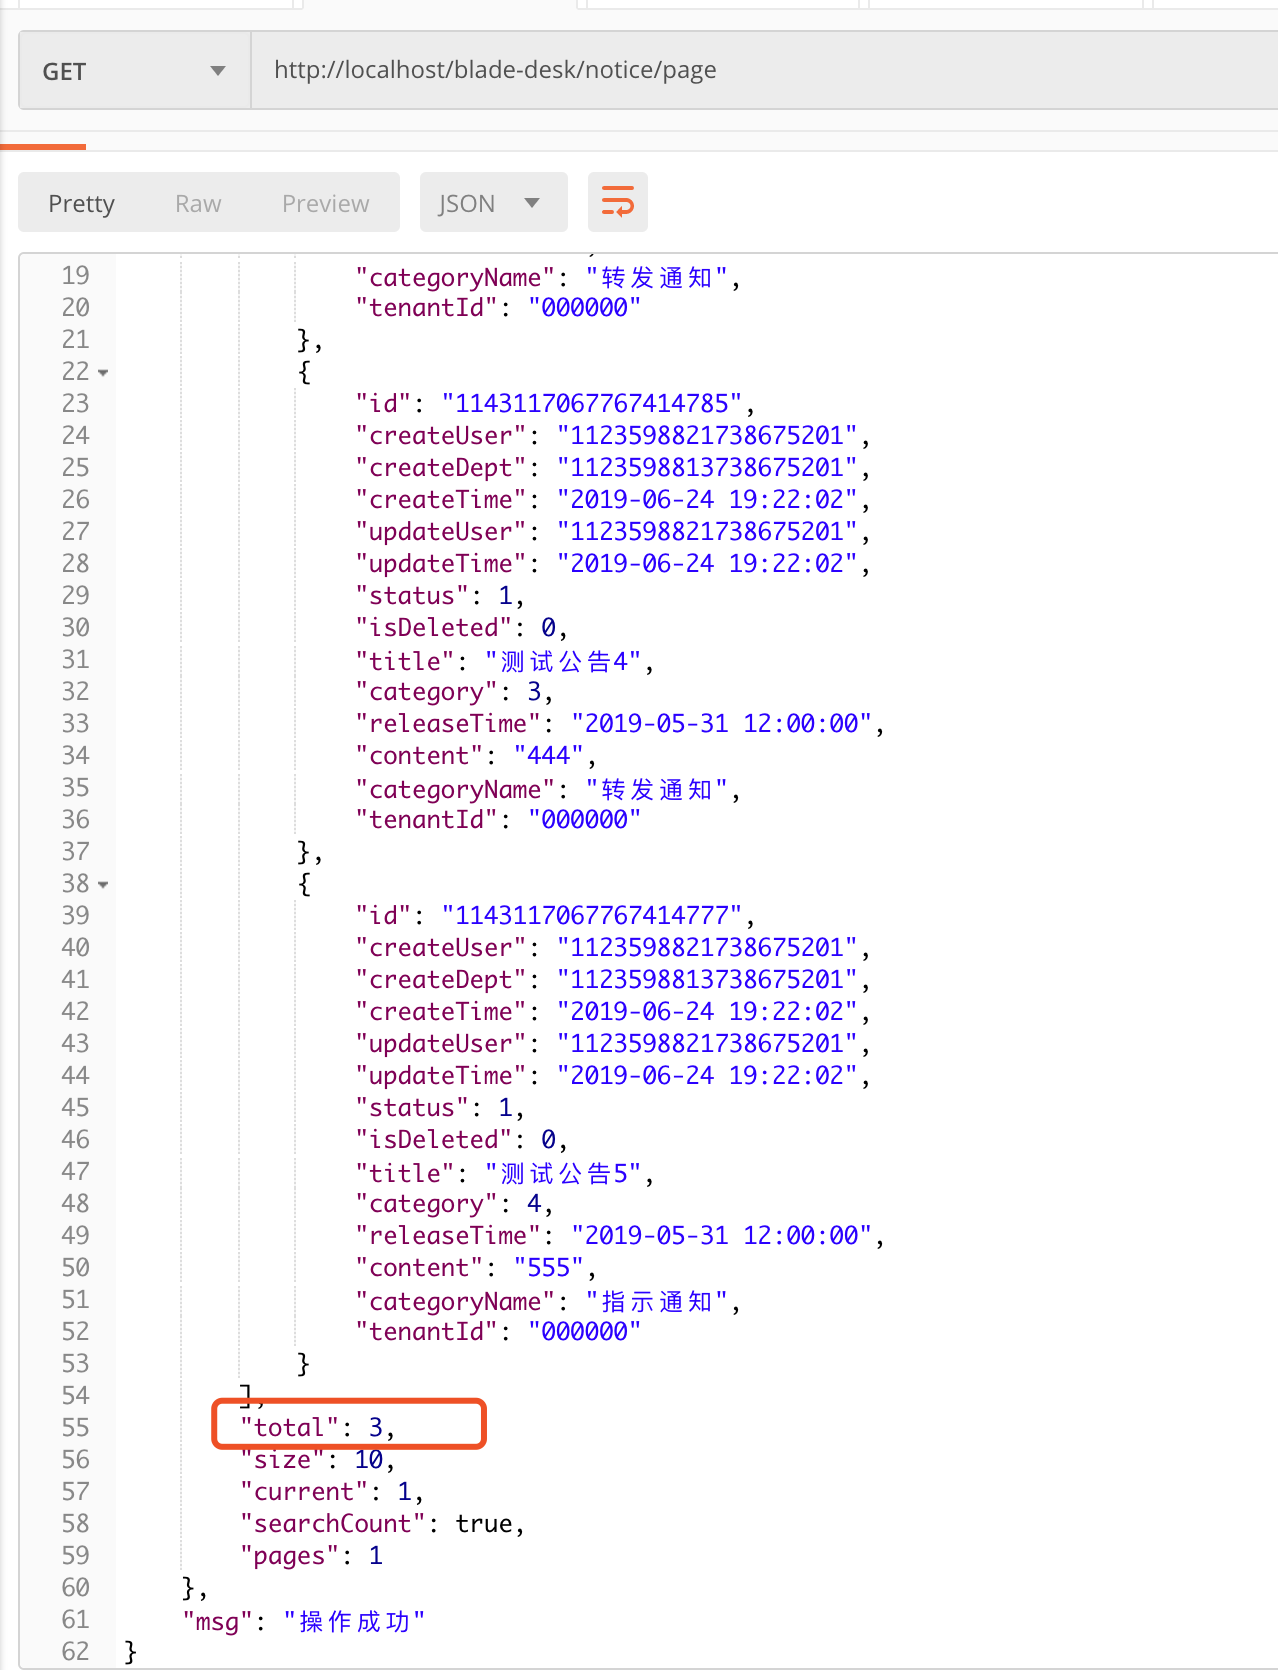 GET http://localhost/blade-desk/notice/page
Pretty Raw Preview JSON
19 "categoryName": "转发通知",
20 "tenantId": "000000"
21 },
22 {
23 "id": "1143117067767414785",
24 "createUser": "1123598821738675201",
25 "createDept": "1123598813738675201",
26 "createTime": "2019-06-24 19:22:02",
27 "updateUser": "1123598821738675201",
28 "updateTime": "2019-06-24 19:22:02",
29 "status": 1,
30 "isDeleted": 0,
31 "title": "测试公告4",
32 "category": 3,
33 "releaseTime": "2019-05-31 12:00:00",
34 "content": "444",
35 "categoryName": "转发通知",
36 "tenantId": "000000"
37 },
38 {
39 "id": "1143117067767414777",
40 "createUser": "1123598821738675201",
41 "createDept": "1123598813738675201",
42 "createTime": "2019-06-24 19:22:02",
43 "updateUser": "1123598821738675201",
44 "updateTime": "2019-06-24 19:22:02",
45 "status": 1,
46 "isDeleted": 0,
47 "title": "测试公告5",
48 "category": 4,
49 "releaseTime": "2019-05-31 12:00:00",
50 "content": "555",
51 "categoryName": "指示通知",
52 "tenantId": "000000"
53 }
54 ],
55 "total": 3,
56 "size": 10,
57 "current": 1,
58 "searchCount": true,
59 "pages": 1
60 },
61 "msg": "操作成功"
62 }